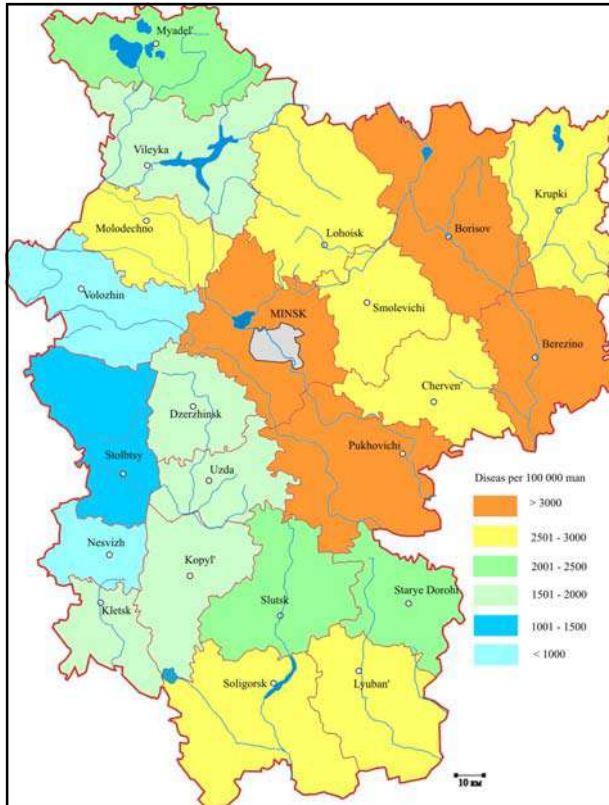 Myadel'
Vileyka
Krupki
Molodechno
Lohoisk
Borisov
Volozhin
MINSK
Smolevichi
Berezino
Cherven'
Dzerzhinsk
Pukhovichi
Stolbtsy
Uzda
Nesvizh
Kopyl'
Kletsk
Slutsk
Starye Dorohi
Soligorsk
Lyuban'
Diseas per 100 000 man
> 3000
2501 - 3000
2001 - 2500
1501 - 2000
1001 - 1500
< 1000
10 км